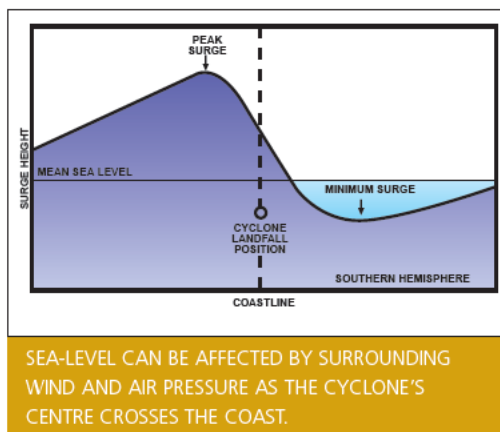 PEAK
SURGE
SURGE HEIGHT
MEAN SEA LEVEL
MINIMUM SURGE
CYCLONE
LANDFALL
POSITION
SOUTHERN HEMISPHERE
COASTLINE
SEA-LEVEL CAN BE AFFECTED BY SURROUNDING
WIND AND AIR PRESSURE AS THE CYCLONE'S
CENTRE CROSSES THE COAST.